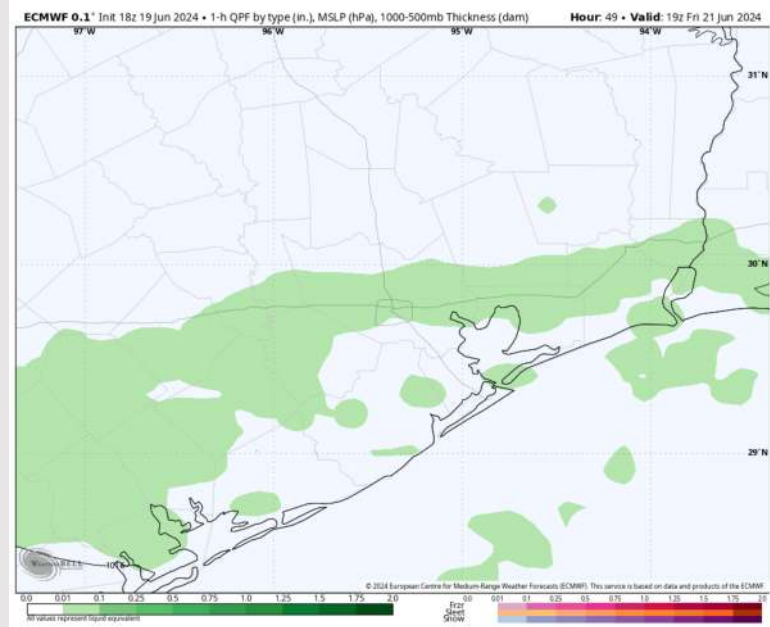 ECMWF 0.1° Init 18z 19 Jun 2024 • 1-h QPF by type (in.), MSLP (hPa), 1000-500mb Thickness (dam) Hour: 49 • Valid: 19z Fri 21 Jun 2024
97°W 96°W 95°W 94°W
31°N
30°N
29°N
WeatherBELL
1016
© 2024 European Centre for Medium-Range Weather Forecasts (ECMWF). This service is based on data and products of the ECMWF.
0.0 0.01 0.1 0.25 0.5 0.75 1.0 1.25 1.5 1.75 2.0
0.0 0.01 0.1 0.25 0.5 0.75 1.0 1.25 1.5 1.75 2.0
All values represent liquid equivalent
Frzr
Sleet
Snow